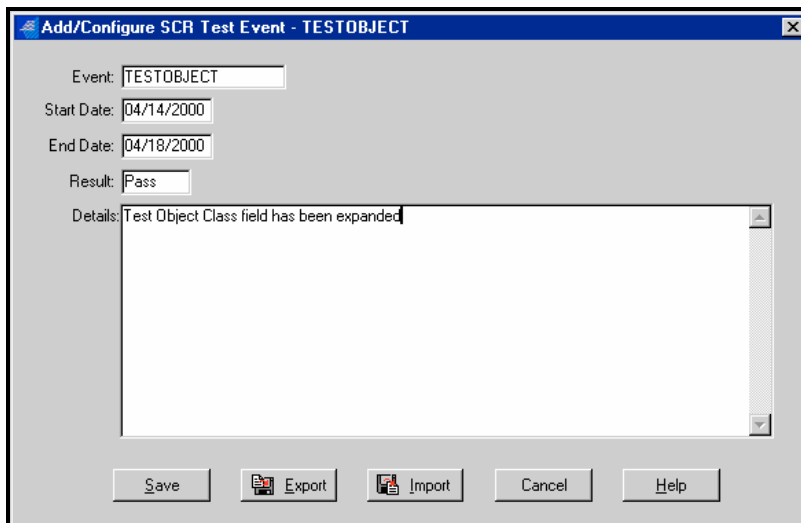 Add/Configure SCR Test Event - TESTOBJECT
Event: TESTOBJECT
Start Date: 04/14/2000
End Date: 04/18/2000
Result: Pass
Details: Test Object Class field has been expanded
Save Export Import Cancel Help